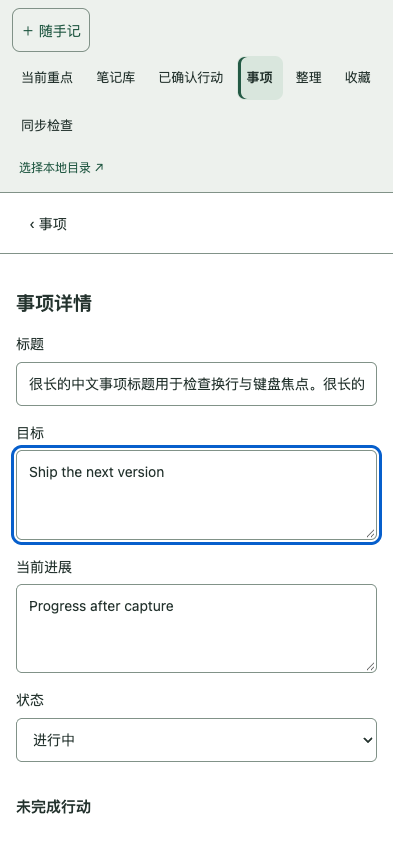 ＋ 随手记
当前重点 笔记库 已确认行动 事项 整理 收藏
同步检查
选择本地目录 ↗
‹ 事项
事项详情
标题
很长的中文事项标题用于检查换行与键盘焦点。很长的
目标
Ship the next version
当前进展
Progress after capture
状态
进行中
未完成行动